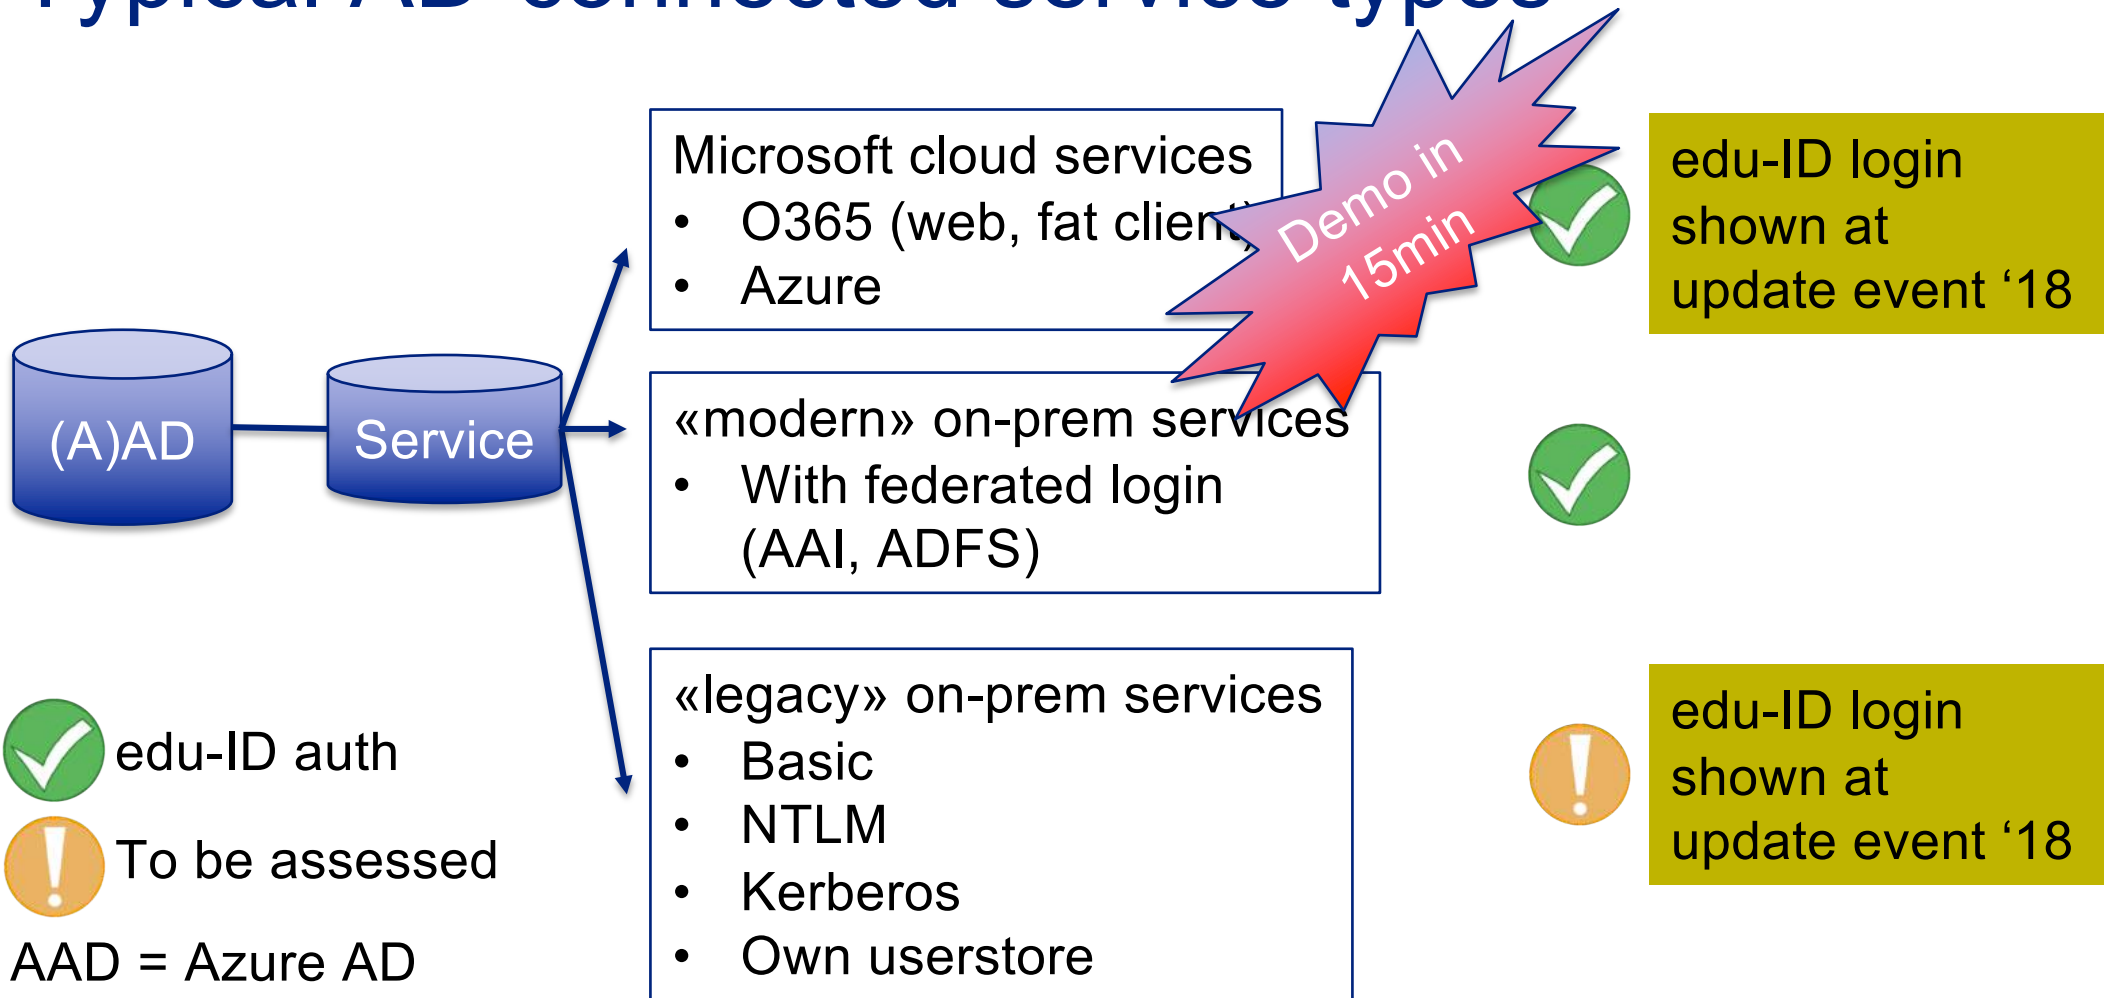 Typical AD-connected service types
Microsoft cloud services
• O365 (web, fat client)
• Azure
Demo in
15min
edu-ID login
shown at
update event ‘18
(A)AD
Service
«modern» on-prem services
• With federated login
(AAI, ADFS)
«legacy» on-prem services
• Basic
• NTLM
• Kerberos
• Own userstore
edu-ID login
shown at
update event ‘18
edu-ID auth
To be assessed
AAD = Azure AD